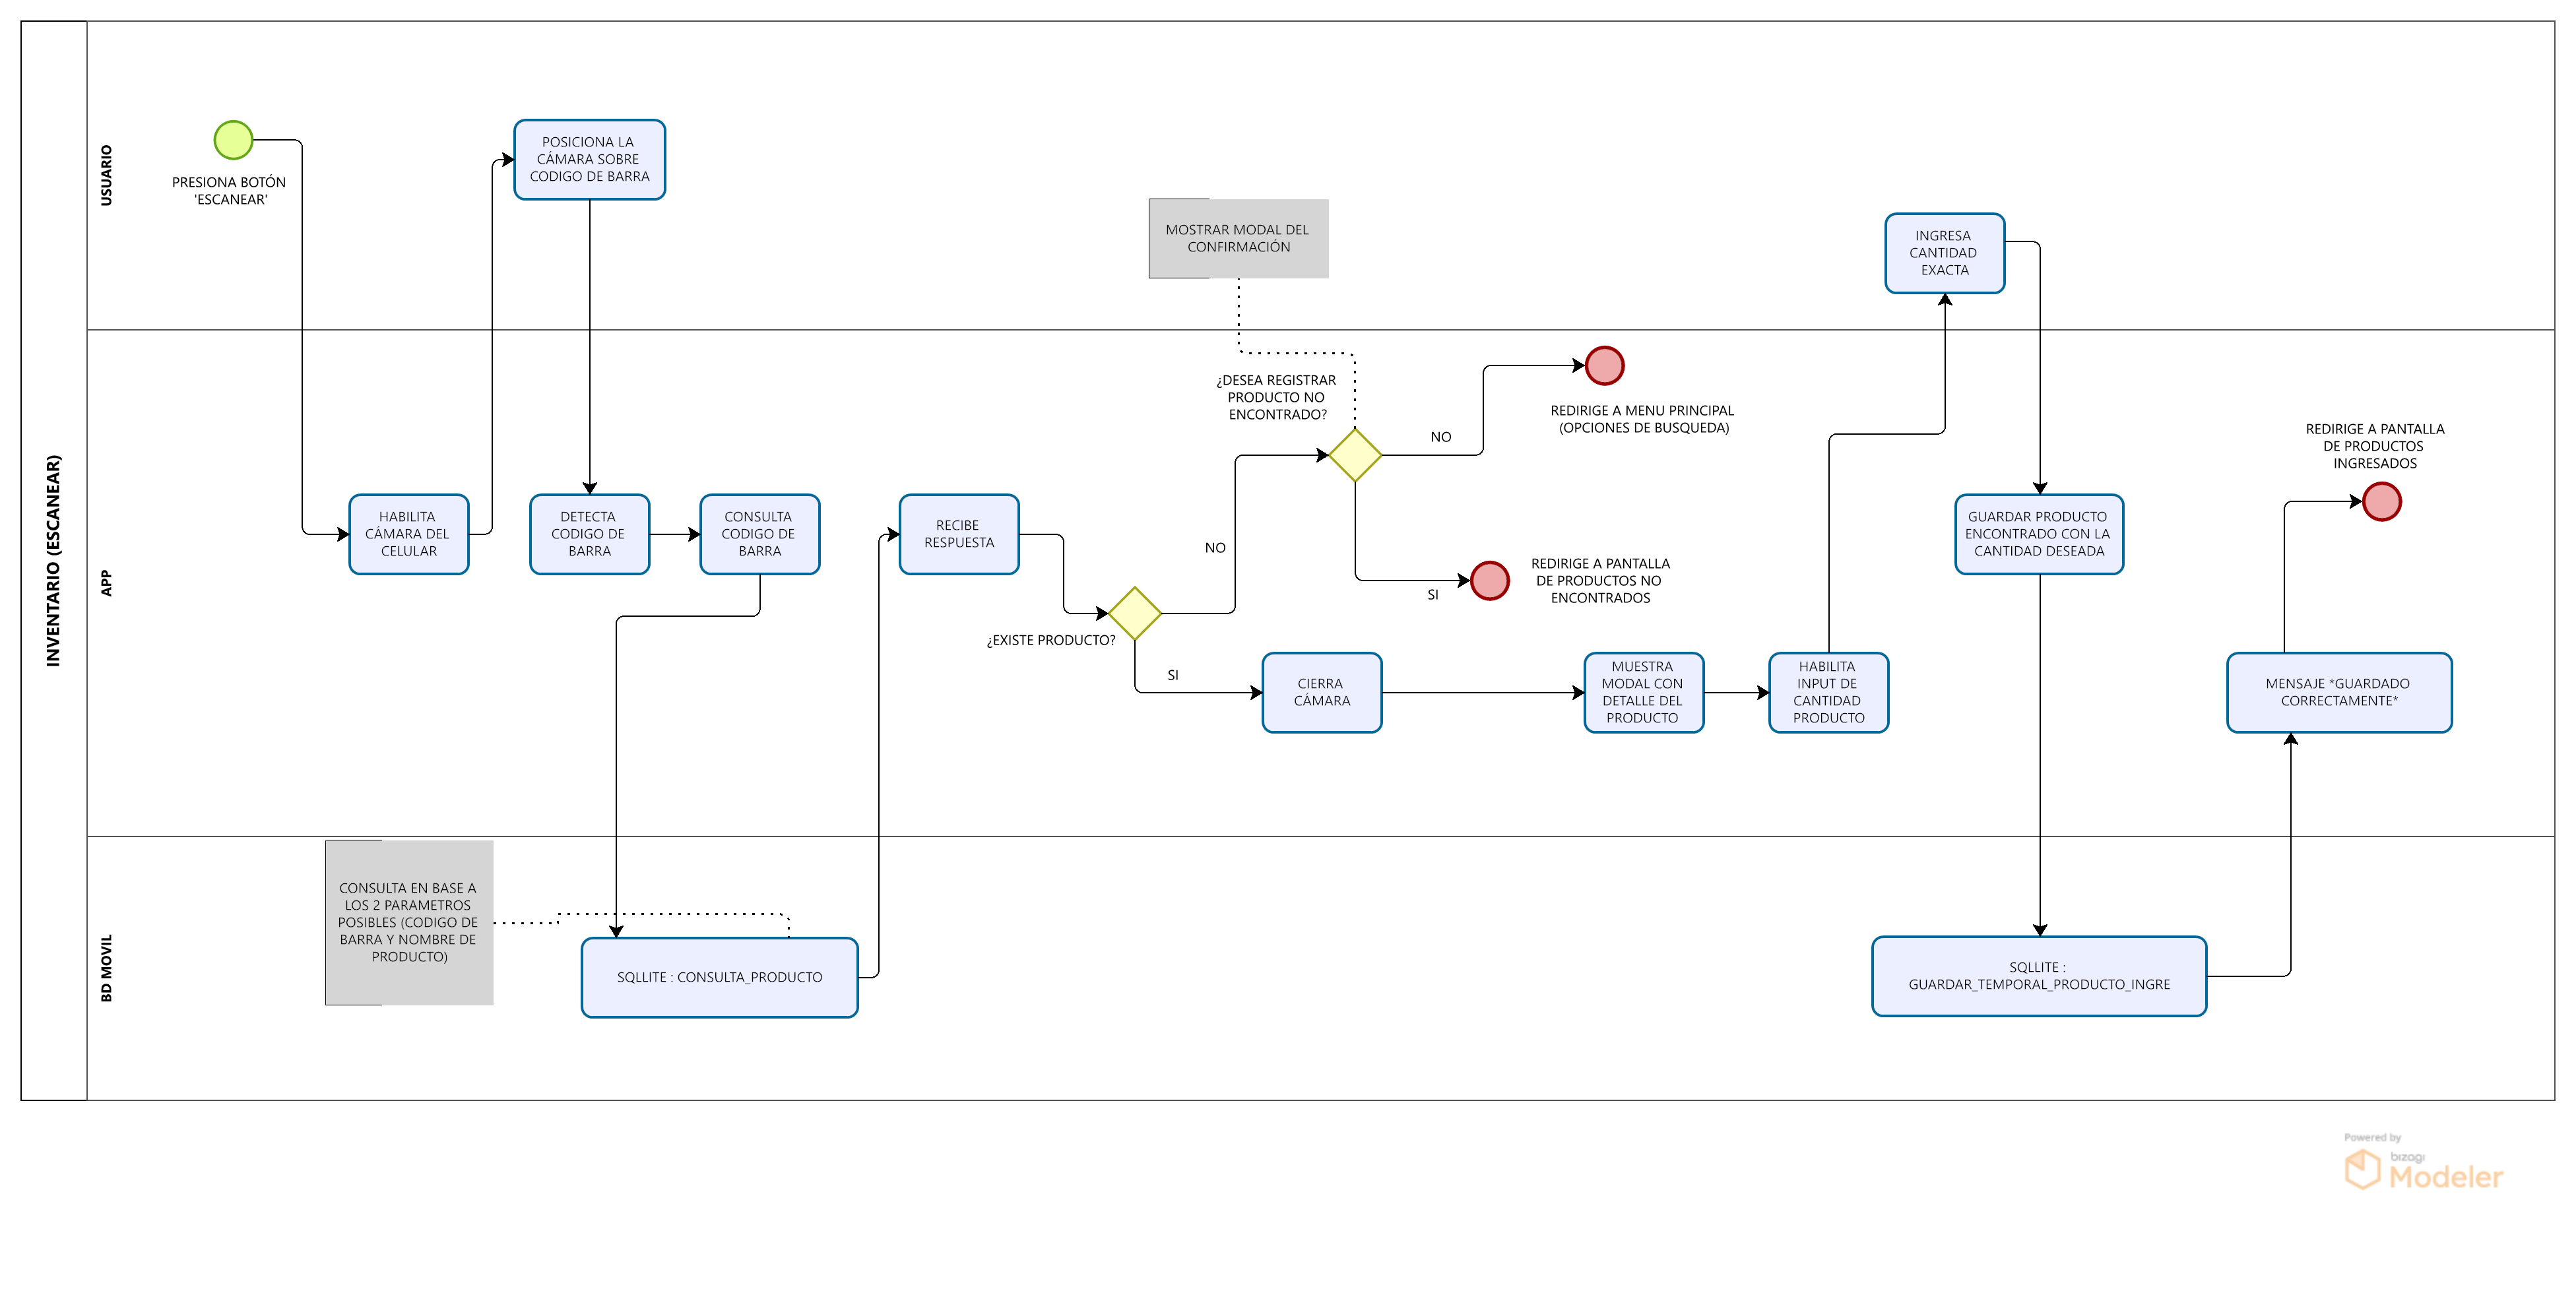 INVENTARIO (ESCANEAR)
USUARIO
PRESIONA BOTÓN
'ESCANEAR'
POSICIONA LA
CÁMARA SOBRE
CODIGO DE BARRA
MOSTRAR MODAL DEL
CONFIRMACIÓN
INGRESA
CANTIDAD
EXACTA
APP
HABILITA
CÁMARA DEL
CELULAR
DETECTA
CODIGO DE
BARRA
CONSULTA
CODIGO DE
BARRA
RECIBE
RESPUESTA
¿EXISTE PRODUCTO?
NO
SI
¿DESEA REGISTRAR
PRODUCTO NO
ENCONTRADO?
NO
REDIRIGE A MENU PRINCIPAL
(OPCIONES DE BUSQUEDA)
SI
REDIRIGE A PANTALLA
DE PRODUCTOS NO
ENCONTRADOS
CIERRA
CÁMARA
MUESTRA
MODAL CON
DETALLE DEL
PRODUCTO
HABILITA
INPUT DE
CANTIDAD
PRODUCTO
GUARDAR PRODUCTO
ENCONTRADO CON LA
CANTIDAD DESEADA
MENSAJE *GUARDADO
CORRECTAMENTE*
REDIRIGE A PANTALLA
DE PRODUCTOS
INGRESADOS
BD MOVIL
CONSULTA EN BASE A
LOS 2 PARAMETROS
POSIBLES (CODIGO DE
BARRA Y NOMBRE DE
PRODUCTO)
SQLLITE : CONSULTA_PRODUCTO
SQLLITE :
GUARDAR_TEMPORAL_PRODUCTO_INGRE
Powered by
bizagi
Modeler